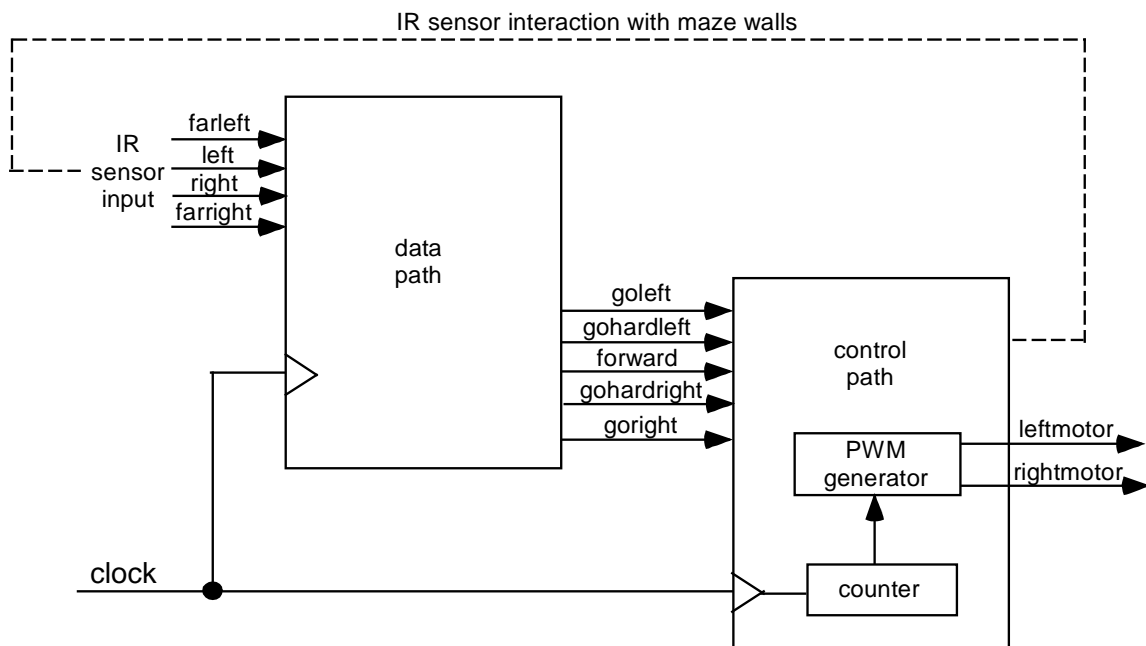 IR sensor interaction with maze walls
IR
sensor
input
farleft
left
right
farright
data
path
goleft
gohardleft
forward
gohardright
goright
control
path
PWM
generator
leftmotor
rightmotor
clock
counter